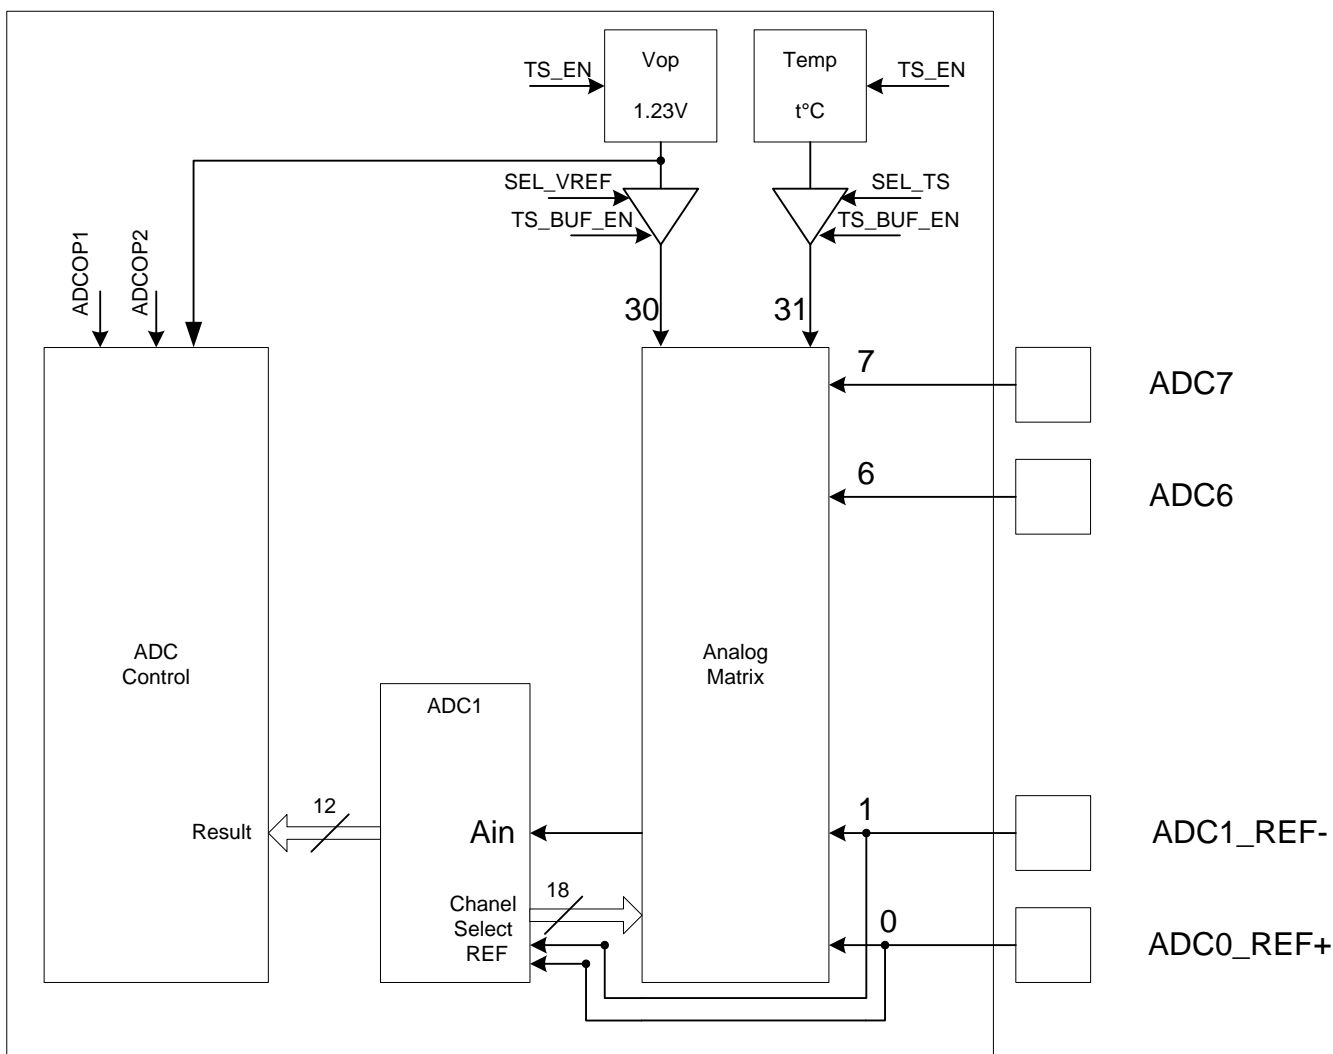 Vop
1.23V
Temp
t°C
TS_EN
TS_EN
SEL_VREF
TS_BUF_EN
SEL_TS
TS_BUF_EN
ADCOP1
ADCOP2
30
31
7
ADC7
6
ADC6
ADC
Control
Analog
Matrix
ADC1
12
Result
Ain
1
ADC1_REF-
18
Chanel
Select
REF
0
ADC0_REF+